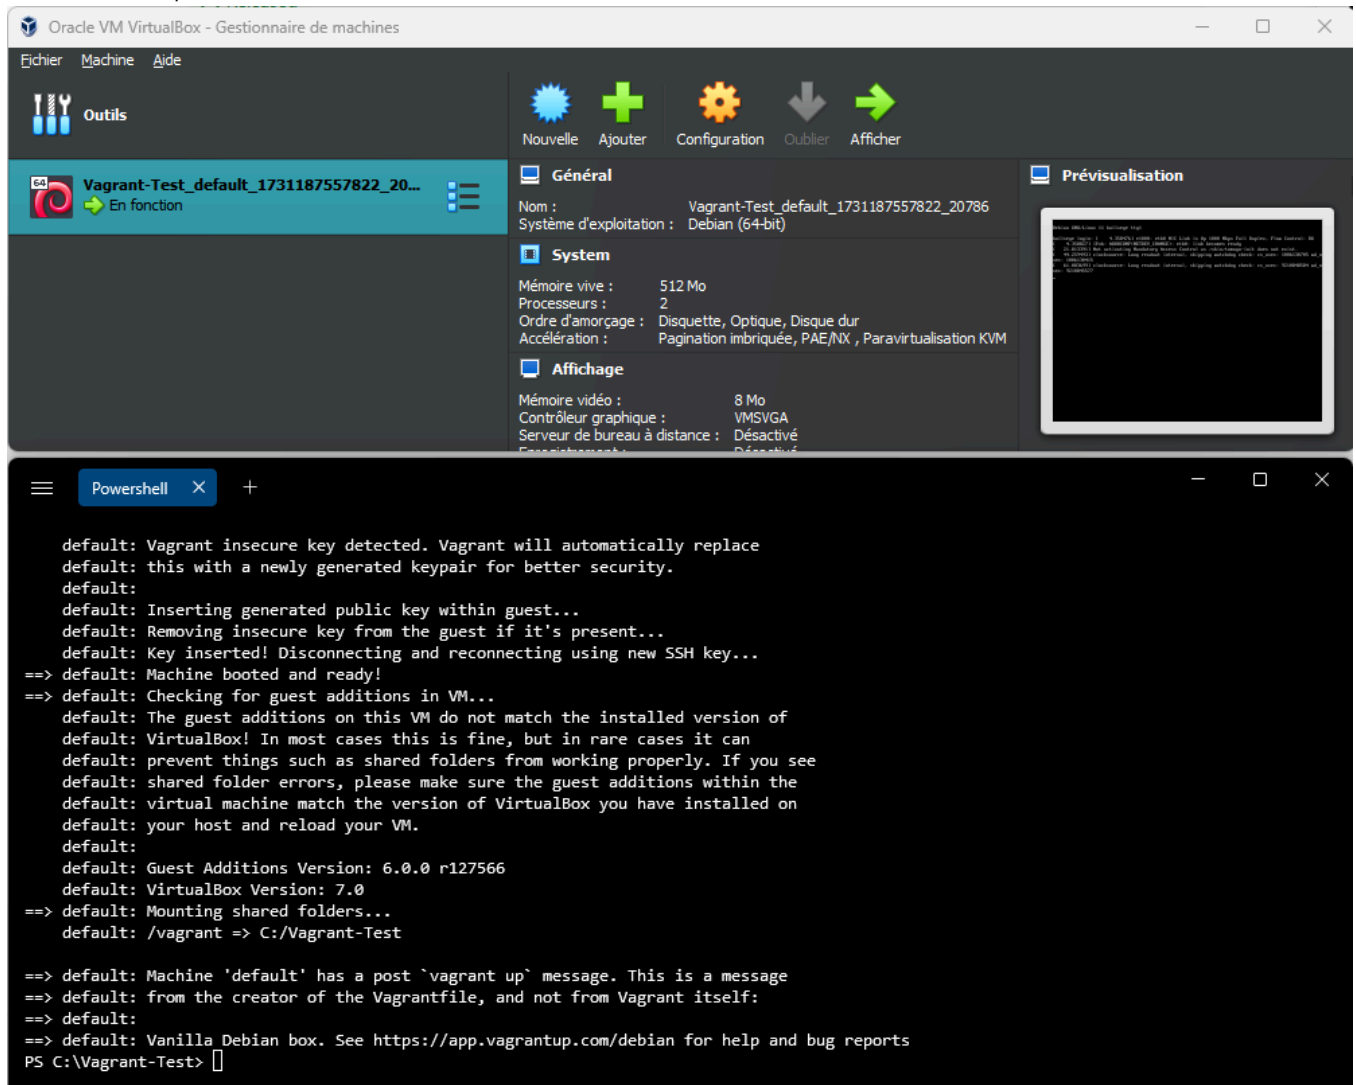 Oracle VM VirtualBox - Gestionnaire de machines
Fichier Machine Aide
Outils
Nouvelle Ajouter Configuration Oublier Afficher
64
Vagrant-Test_default_1731187557822_20...
En fonction
Général
Nom : Vagrant-Test_default_1731187557822_20786
Système d'exploitation : Debian (64-bit)
System
Mémoire vive : 512 Mo
Processeurs : 2
Ordre d'amorçage : Disquette, Optique, Disque dur
Accélération : Pagination imbriquée, PAE/NX , Paravirtualisation KVM
Affichage
Mémoire vidéo : 8 Mo
Contrôleur graphique : VMSVGA
Serveur de bureau à distance : Désactivé
Prévisualisation
Powershell
default: Vagrant insecure key detected. Vagrant will automatically replace
default: this with a newly generated keypair for better security.
default:
default: Inserting generated public key within guest...
default: Removing insecure key from the guest if it's present...
default: Key inserted! Disconnecting and reconnecting using new SSH key...
==> default: Machine booted and ready!
==> default: Checking for guest additions in VM...
default: The guest additions on this VM do not match the installed version of
default: VirtualBox! In most cases this is fine, but in rare cases it can
default: prevent things such as shared folders from working properly. If you see
default: shared folder errors, please make sure the guest additions within the
default: virtual machine match the version of VirtualBox you have installed on
default: your host and reload your VM.
default:
default: Guest Additions Version: 6.0.0 r127566
default: VirtualBox Version: 7.0
==> default: Mounting shared folders...
default: /vagrant => C:/Vagrant-Test
==> default: Machine 'default' has a post `vagrant up` message. This is a message
==> default: from the creator of the Vagrantfile, and not from Vagrant itself:
==> default:
==> default: Vanilla Debian box. See https://app.vagrantup.com/debian for help and bug reports
PS C:\Vagrant-Test>